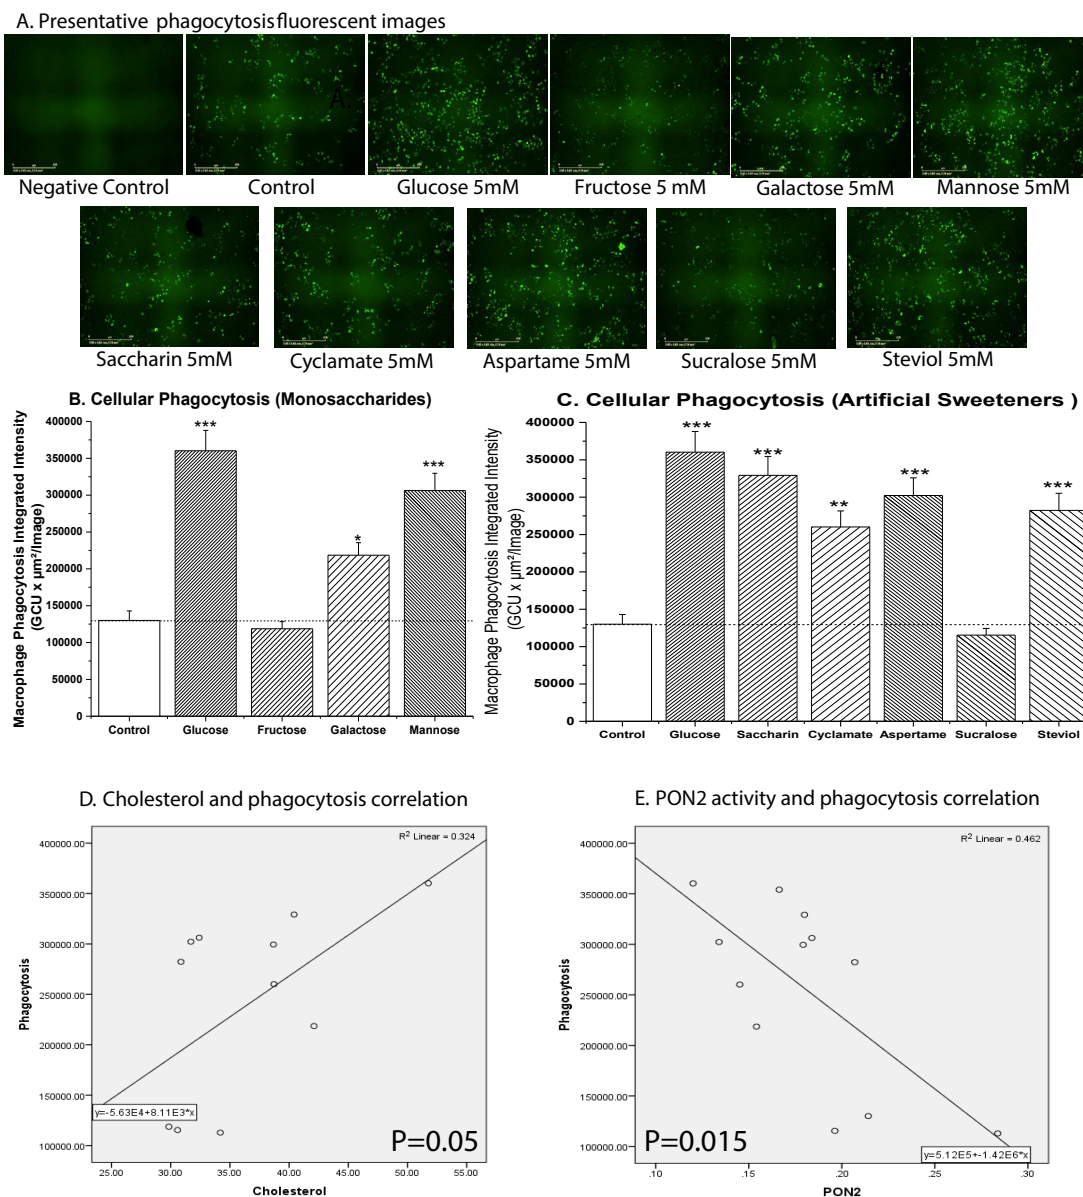 A. Presentative phagocytosis fluorescent images
A.
Negative Control
Control
Glucose 5mM
Fructose 5 mM
Galactose 5mM
Mannose 5mM
Saccharin 5mM
Cyclamate 5mM
Aspartame 5mM
Sucralose 5mM
Steviol 5mM
B. Cellular Phagocytosis (Monosaccharides)
Macrophage Phagocytosis Integrated Intensity
(GCU x µm²/Image)
400000
350000
300000
250000
200000
150000
100000
50000
0
***
*
***
Control
Glucose
Fructose
Galactose
Mannose
C. Cellular Phagocytosis (Artificial Sweeteners )
Macrophage Phagocytosis Integrated Intensity
(GCU x µm²/Image)
400000
350000
300000
250000
200000
150000
100000
50000
0
***
***
**
***
***
Control
Glucose
Saccharin
Cyclamate
Aspartame
Sucralose
Steviol
D. Cholesterol and phagocytosis correlation
R² Linear = 0.324
Phagocytosis
400000.00
350000.00
300000.00
250000.00
200000.00
150000.00
100000.00
y=-5.63E4+8.11E3*x
P=0.05
25.00
30.00
35.00
40.00
45.00
50.00
55.00
Cholesterol
E. PON2 activity and phagocytosis correlation
R² Linear = 0.462
Phagocytosis
400000.00
350000.00
300000.00
250000.00
200000.00
150000.00
100000.00
P=0.015
y=5.12E5+-1.42E6*x
.10
.15
.20
.25
.30
PON2